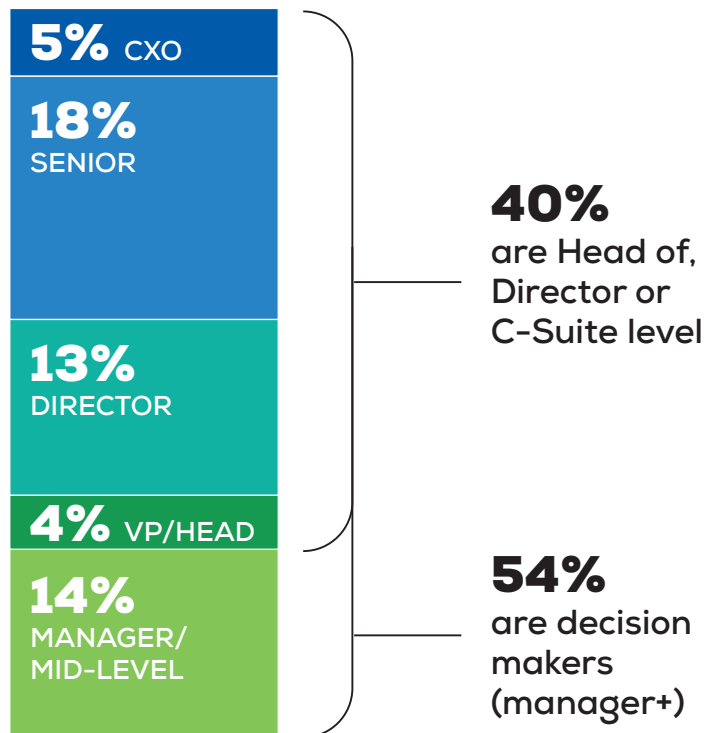 5% CXO
18%
SENIOR
13%
DIRECTOR
4% VP/HEAD
14%
MANAGER/
MID-LEVEL
40%
are Head of,
Director or
C-Suite level
54%
are decision
makers
(manager+)